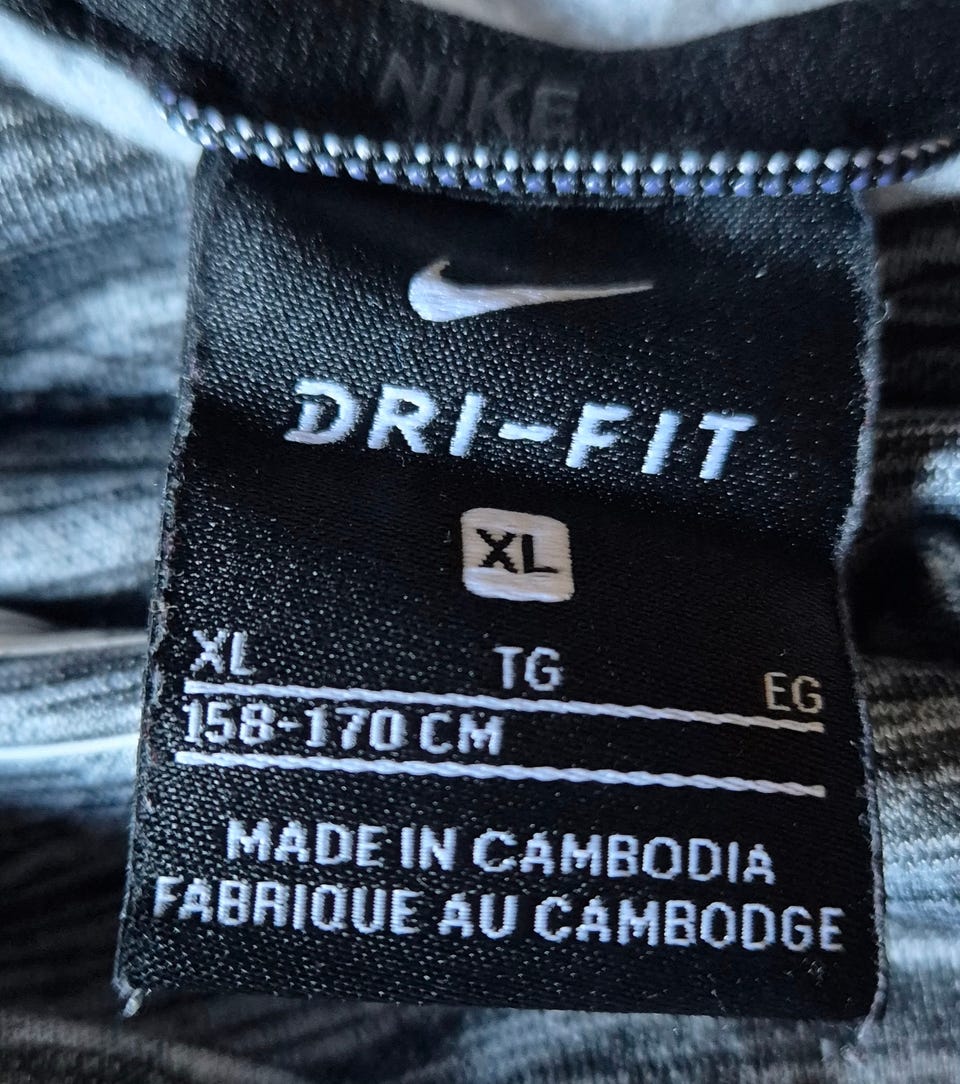 NIKE
DRI-FIT
XL
XL TG EG
158-170 CM
MADE IN CAMBODIA
FABRIQUE AU CAMBODGE